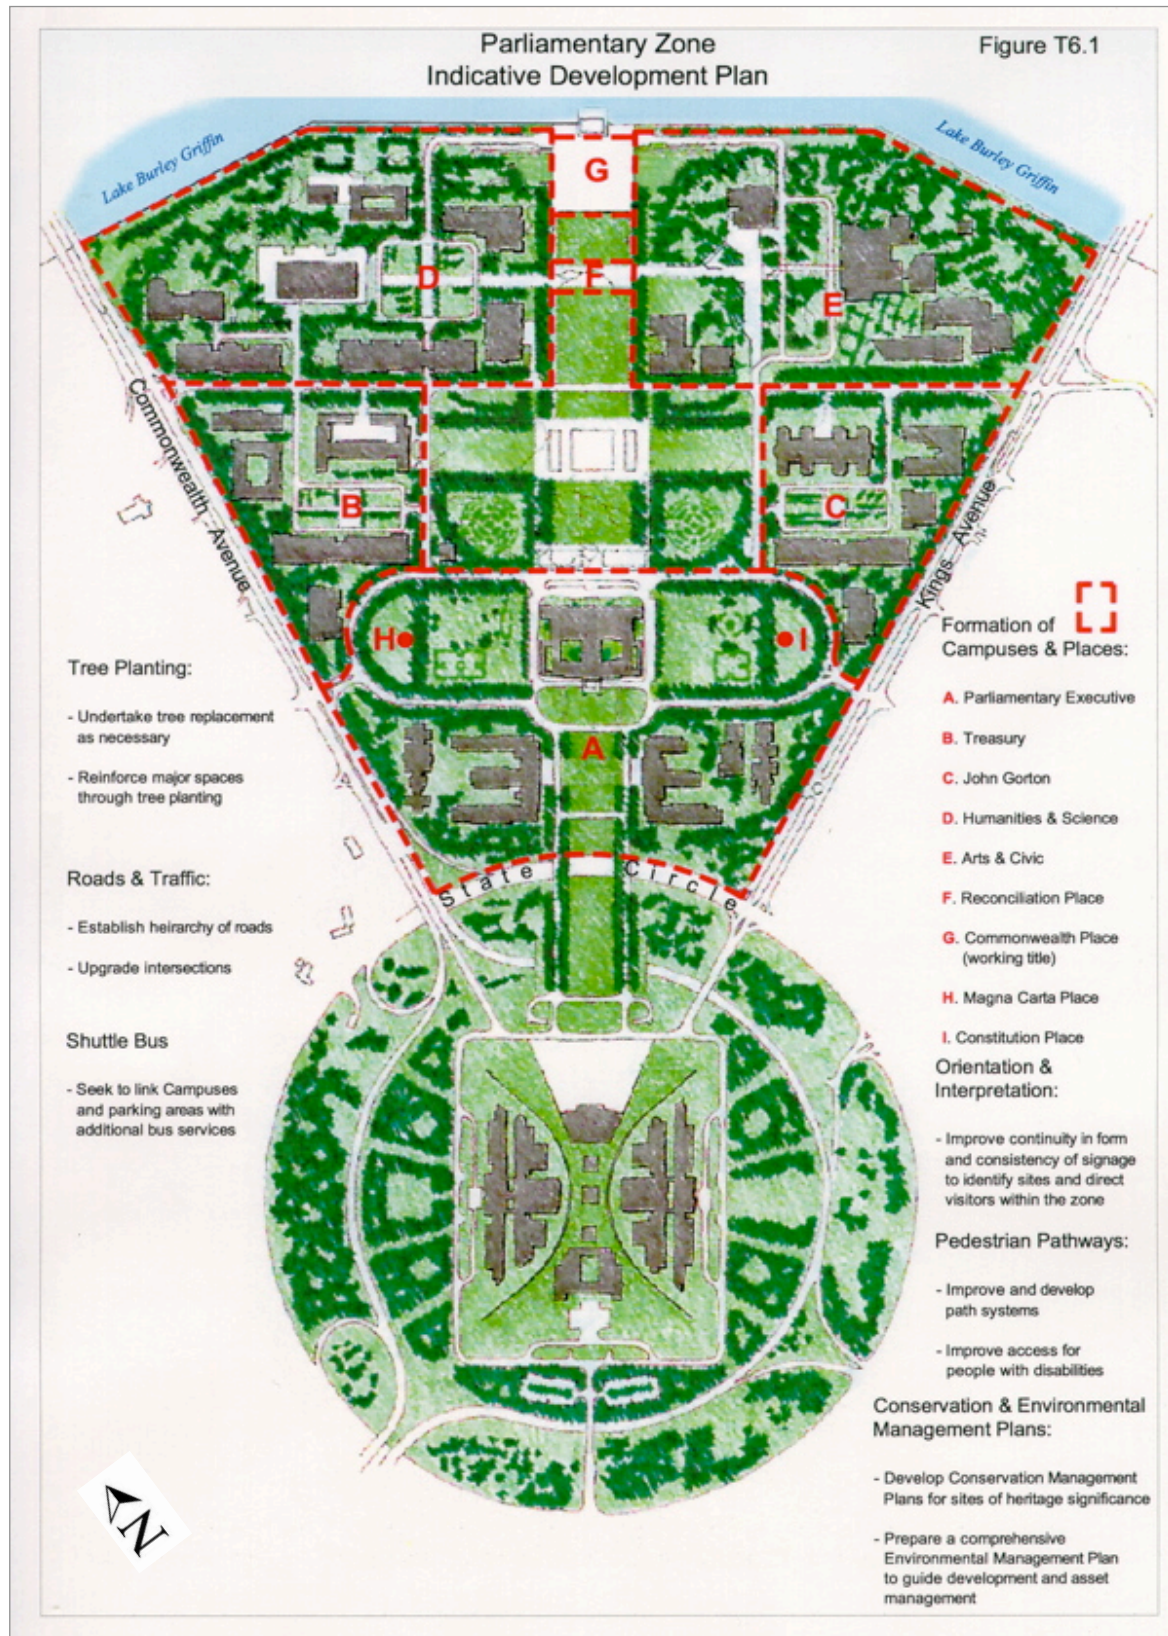 Parliamentary Zone
Indicative Development Plan
Figure T6.1
Lake Burley Griffin
Lake Burley Griffin
G
D
F
E
Commonwealth Avenue
B
C
Kings Avenue
H
I
A
State Circle
Tree Planting:
- Undertake tree replacement
as necessary
- Reinforce major spaces
through tree planting
Roads & Traffic:
- Establish heirarchy of roads
- Upgrade intersections
Shuttle Bus
- Seek to link Campuses
and parking areas with
additional bus services
Formation of
Campuses & Places:
A. Parliamentary Executive
B. Treasury
C. John Gorton
D. Humanities & Science
E. Arts & Civic
F. Reconciliation Place
G. Commonwealth Place
(working title)
H. Magna Carta Place
I. Constitution Place
Orientation &
Interpretation:
- Improve continuity in form
and consistency of signage
to identify sites and direct
visitors within the zone
Pedestrian Pathways:
- Improve and develop
path systems
- Improve access for
people with disabilities
Conservation & Environmental
Management Plans:
- Develop Conservation Management
Plans for sites of heritage significance
- Prepare a comprehensive
Environmental Management Plan
to guide development and asset
management
N